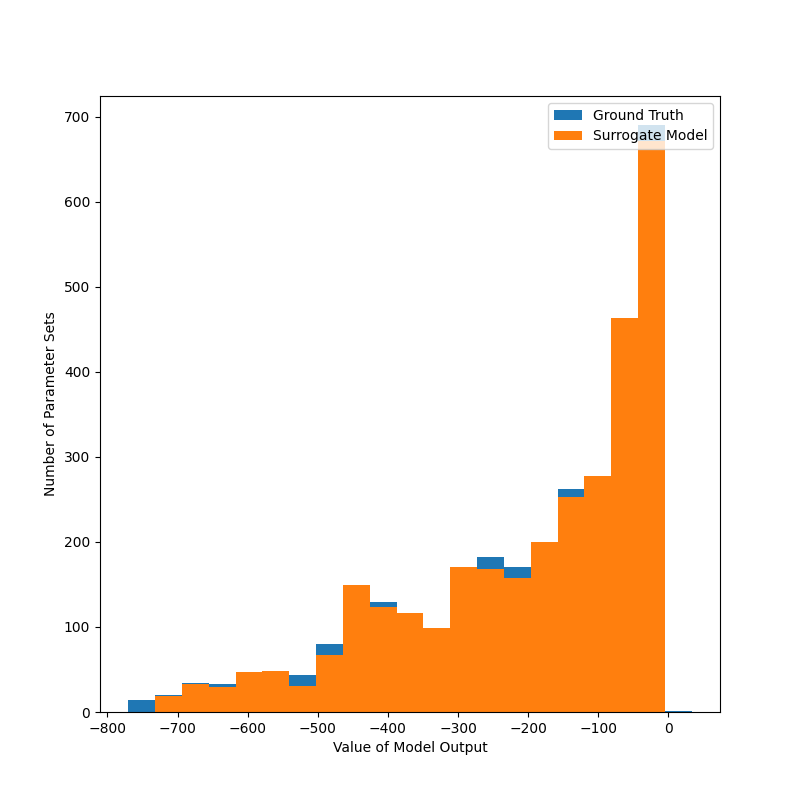 Ground Truth
Surrogate Model
700
600
500
400
300
200
100
0
−800 −700 −600 −500 −400 −300 −200 −100 0
Number of Parameter Sets
Value of Model Output